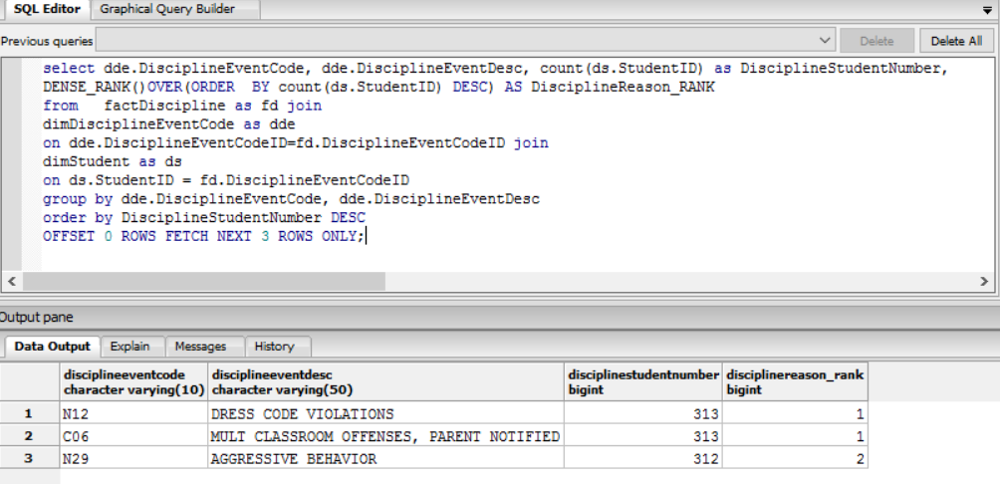 SQL Editor Graphical Query Builder
Previous queries Delete Delete All
select dde.DisciplineEventCode, dde.DisciplineEventDesc, count(ds.StudentID) as DisciplineStudentNumber,
DENSE_RANK()OVER(ORDER  BY count(ds.StudentID) DESC) AS DisciplineReason_RANK
from   factDiscipline as fd join
dimDisciplineEventCode as dde
on dde.DisciplineEventCodeID=fd.DisciplineEventCodeID join
dimStudent as ds
on ds.StudentID = fd.DisciplineEventCodeID
group by dde.DisciplineEventCode, dde.DisciplineEventDesc
order by DisciplineStudentNumber DESC
OFFSET 0 ROWS FETCH NEXT 3 ROWS ONLY;
Output pane
Data Output Explain Messages History
disciplineeventcode disciplineeventdesc disciplinestudentnumber disciplinereason_rank
character varying(10) character varying(50) bigint bigint
1 N12 DRESS CODE VIOLATIONS 313 1
2 C06 MULT CLASSROOM OFFENSES, PARENT NOTIFIED 313 1
3 N29 AGGRESSIVE BEHAVIOR 312 2